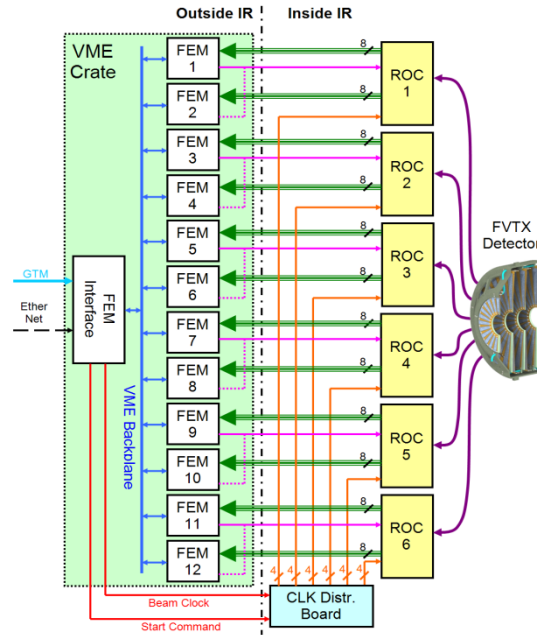 Outside IR
Inside IR
VME
Crate
FEM
1
FEM
2
FEM
3
FEM
4
FEM
5
FEM
6
FEM
7
FEM
8
FEM
9
FEM
10
FEM
11
FEM
12
8
8
8
8
8
8
8
8
8
8
8
8
ROC
1
ROC
2
ROC
3
ROC
4
ROC
5
ROC
6
FVTX
Detector
GTM
Ether
Net
FEM
Interface
VME Backplane
4
4
4
4
4
4
CLK Distr.
Board
Beam Clock
Start Command